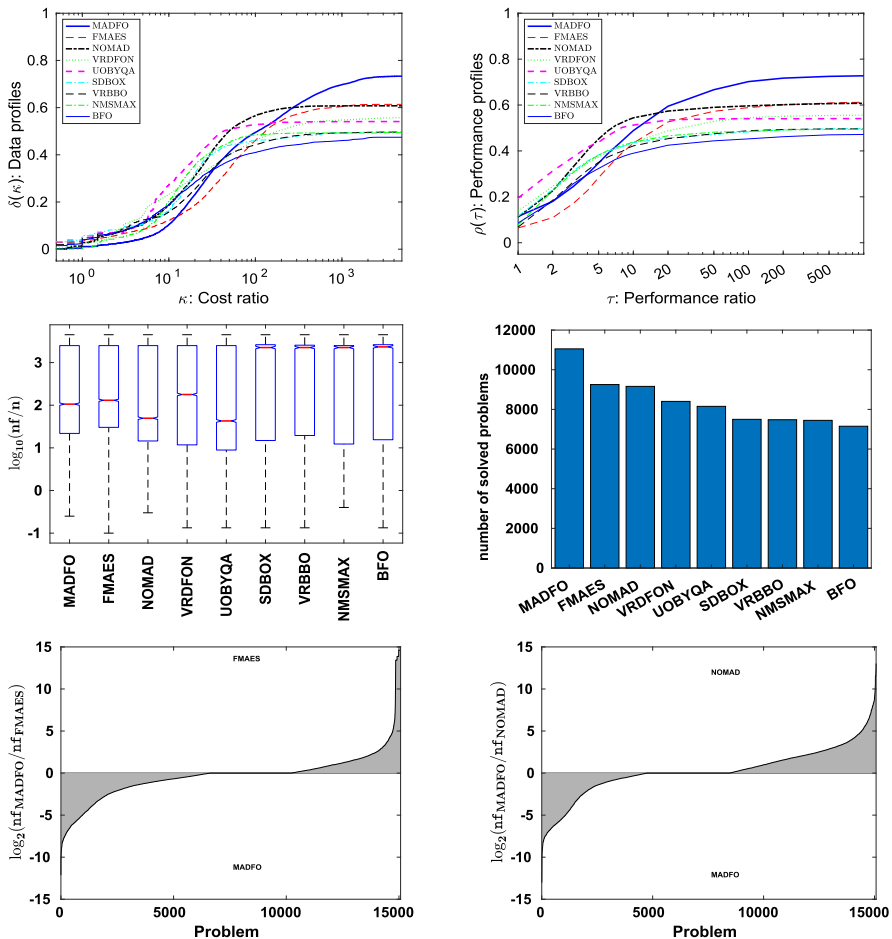 1
0.8
0.6
0.4
0.2
0
δ(κ): Data profiles
MADFO
FMAES
NOMAD
VRDFON
UOBYQA
SDBOX
VRBBO
NMSMAX
BFO
10^0 10^1 10^2 10^3
κ: Cost ratio
1
0.8
0.6
0.4
0.2
0
ρ(τ): Performance profiles
MADFO
FMAES
NOMAD
VRDFON
UOBYQA
SDBOX
VRBBO
NMSMAX
BFO
1 2 5 10 20 50 100 200 500
τ: Performance ratio
3
2
1
0
-1
log₁₀(nf/n)
MADFO FMAES NOMAD VRDFON UOBYQA SDBOX VRBBO NMSMAX BFO
12000
10000
8000
6000
4000
2000
0
number of solved problems
MADFO FMAES NOMAD VRDFON UOBYQA SDBOX VRBBO NMSMAX BFO
15
10
5
0
-5
-10
-15
log₂(nf_MADFO/nf_FMAES)
FMAES
MADFO
0 5000 10000 15000
Problem
15
10
5
0
-5
-10
-15
log₂(nf_MADFO/nf_NOMAD)
NOMAD
MADFO
0 5000 10000 15000
Problem